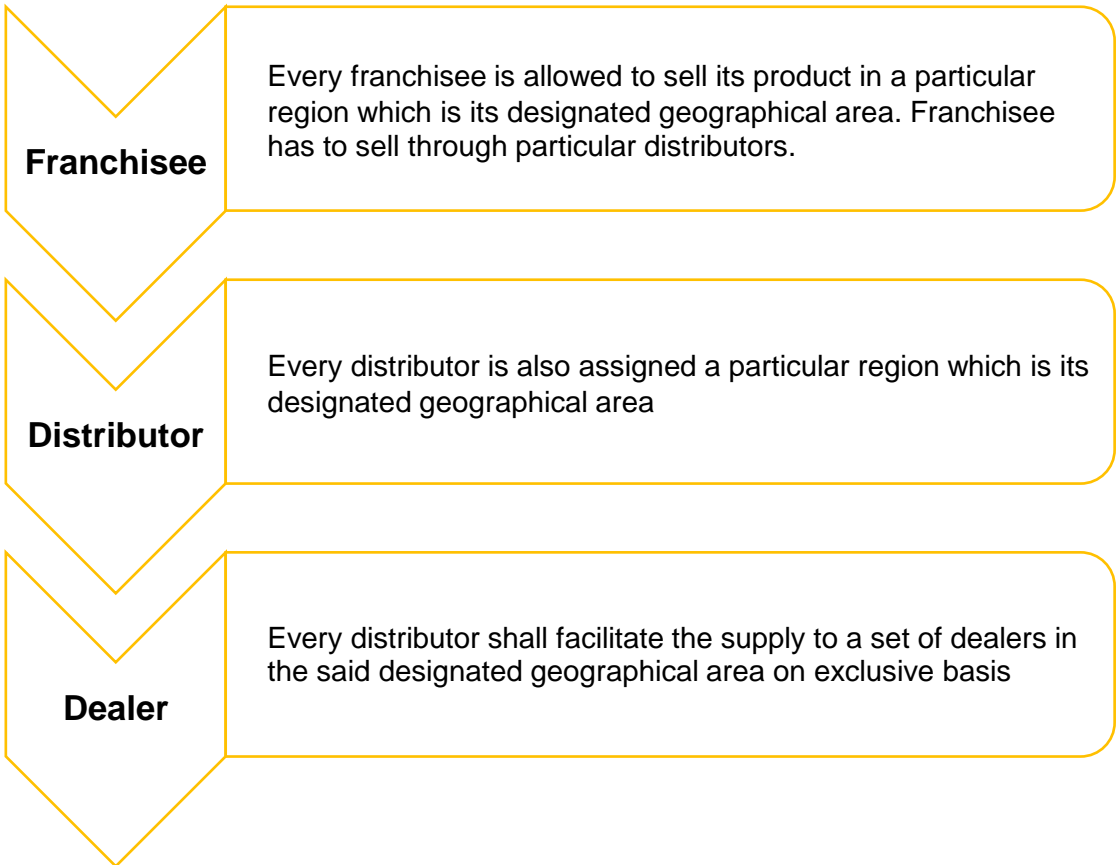 Franchisee
Every franchisee is allowed to sell its product in a particular
region which is its designated geographical area. Franchisee
has to sell through particular distributors.
Distributor
Every distributor is also assigned a particular region which is its
designated geographical area
Dealer
Every distributor shall facilitate the supply to a set of dealers in
the said designated geographical area on exclusive basis